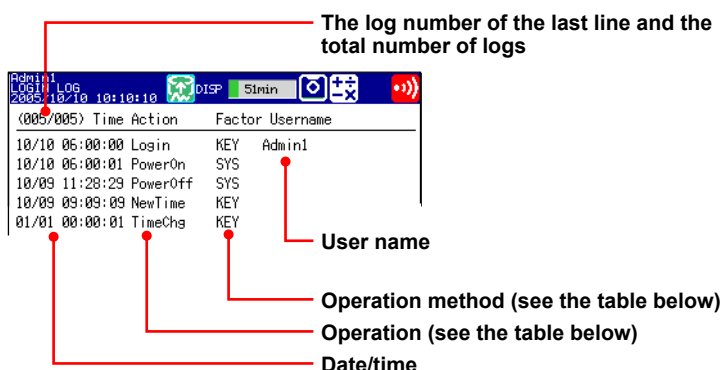 The log number of the last line and the
total number of logs
Admin1
LOGIN LOG
2005/10/10 10:10:10
DISP
51min
(005/005) Time Action Factor Username
10/10 06:00:00 Login KEY Admin1
10/10 06:00:01 PowerOn SYS
10/09 11:28:29 PowerOff SYS
10/09 09:09:09 NewTime KEY
01/01 00:00:01 TimeChg KEY
User name
Operation method (see the table below)
Operation (see the table below)
Date/time